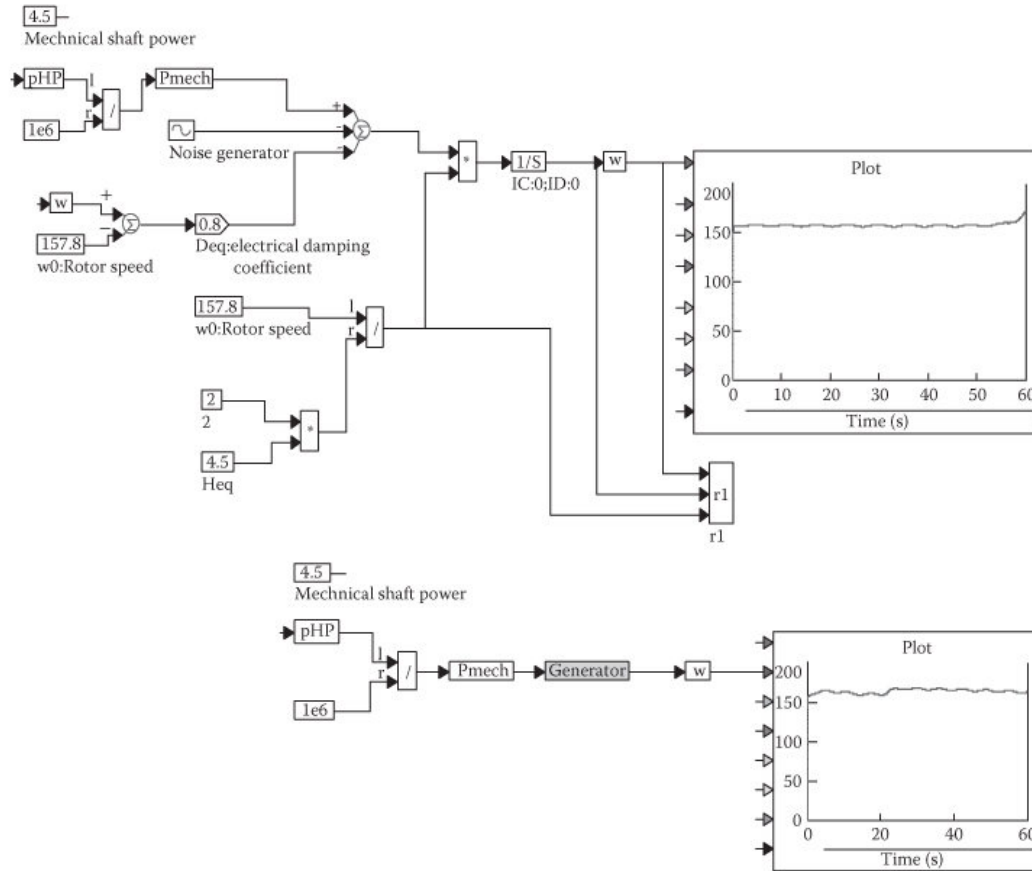 4.5
Mechnical shaft power
pHP
l
r
/
1e6
Pmech
+
-
-
Σ
Noise generator
*
1/S
IC:0;ID:0
w
w
+
-
Σ
157.8
w0:Rotor speed
0.8
Deq:electrical damping
coefficient
157.8
w0:Rotor speed
l
r
/
2
2
*
4.5
Heq
Plot
200
150
100
50
0
0 10 20 30 40 50 60
Time (s)
r1
r1
4.5
Mechnical shaft power
pHP
l
r
/
1e6
Pmech
Generator
w
Plot
200
150
100
50
0
0 20 40 60
Time (s)